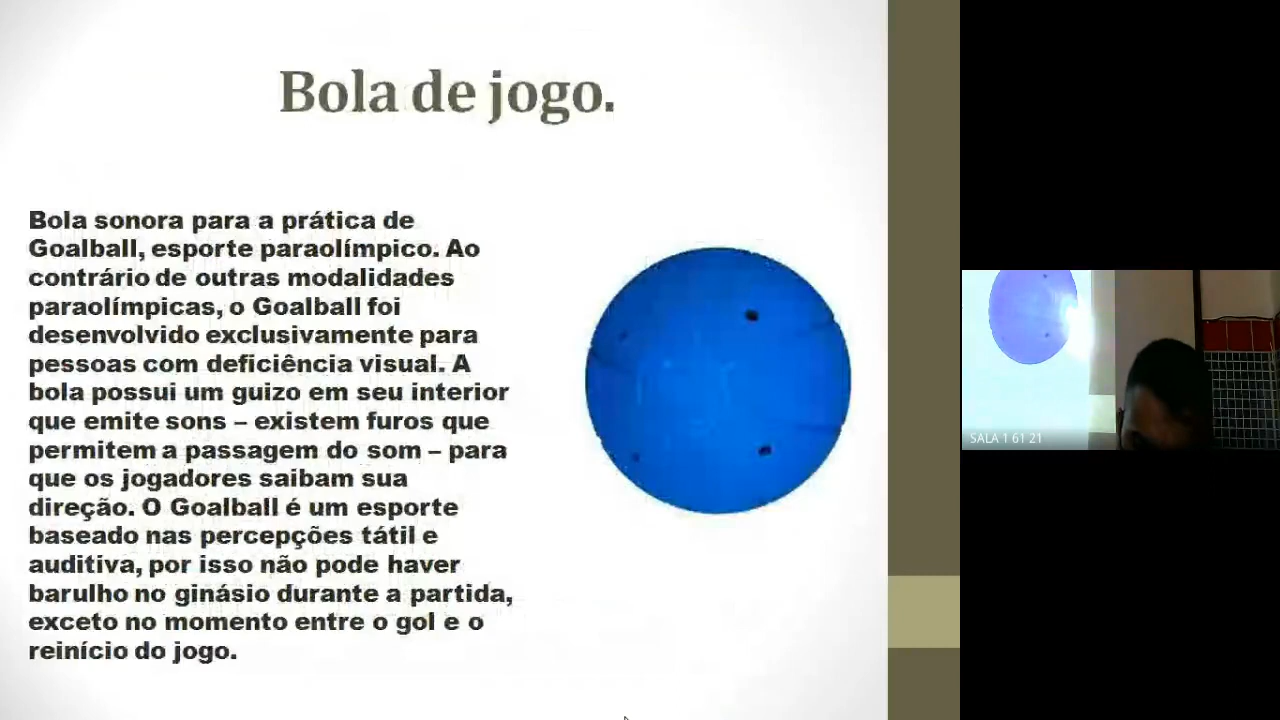 Bola de jogo.
Bola sonora para a prática de
Goalball, esporte paraolímpico. Ao
contrário de outras modalidades
paraolímpicas, o Goalball foi
desenvolvido exclusivamente para
pessoas com deficiência visual. A
bola possui um guizo em seu interior
que emite sons – existem furos que
permitem a passagem do som – para
que os jogadores saibam sua
direção. O Goalball é um esporte
baseado nas percepções tátil e
auditiva, por isso não pode haver
barulho no ginásio durante a partida,
exceto no momento entre o gol e o
reinício do jogo.
SALA 1 61 21